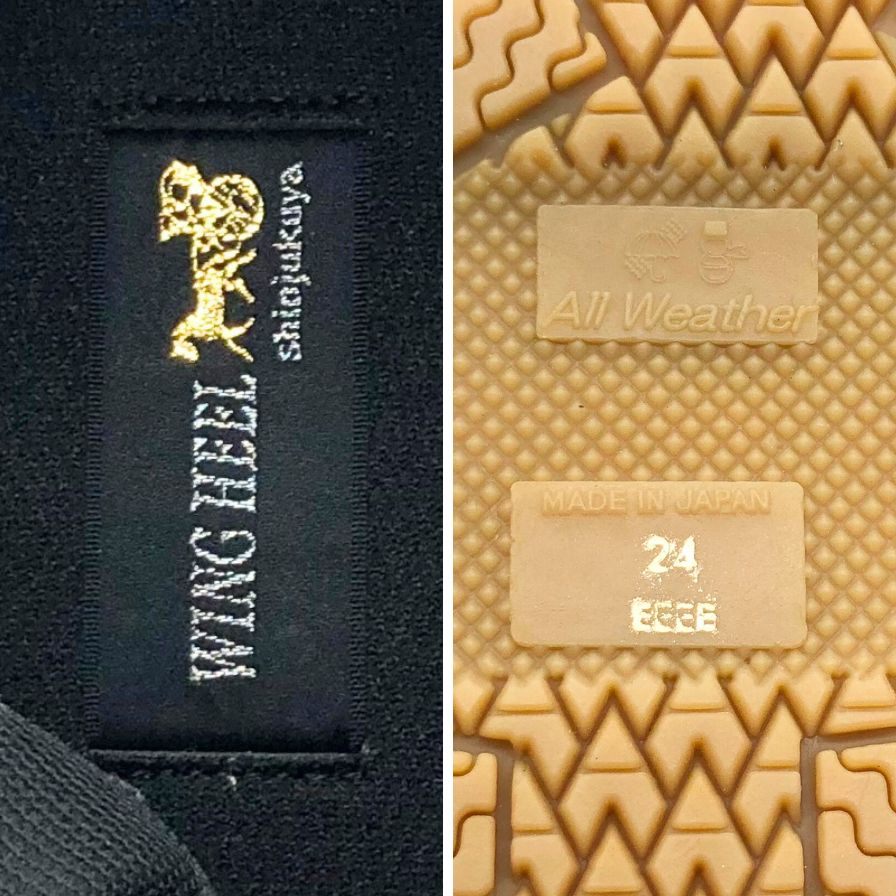 WING HEEL
shiojukuya
All Weather
MADE IN JAPAN
24
EEEE